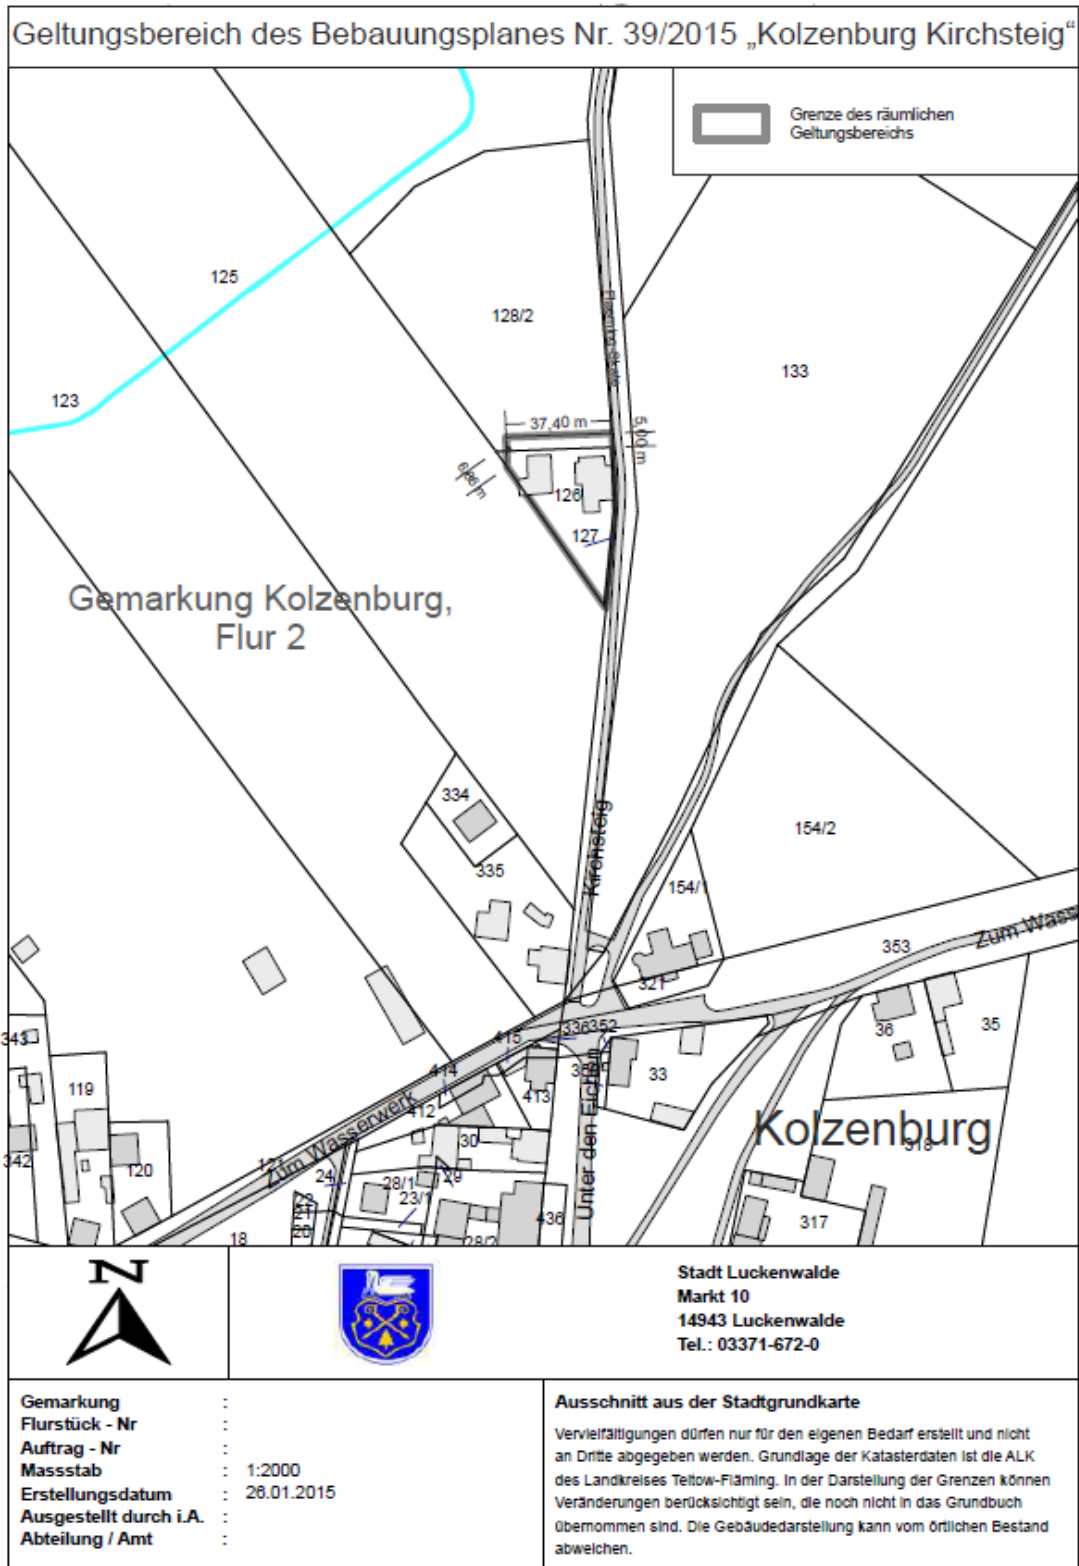 Geltungsbereich des Bebauungsplanes Nr. 39/2015 „Kolzenburg Kirchsteig“
Grenze des räumlichen
Geltungsbereichs
125
128/2
133
123
37,40 m
5,00 m
6,86 m
126
127
Gemarkung Kolzenburg,
Flur 2
334
335
Kirchsteig
154/2
154/1
353
Zum Wass
321
36
35
343
415
336
352
414
33
119
413
412
Kolzenburg
318
342
120
Zum Wasserwerk
30
24
28/1
29
23/1
Unter den Eichen
436
317
18
28/2
N
Stadt Luckenwalde
Markt 10
14943 Luckenwalde
Tel.: 03371-672-0
Gemarkung :
Flurstück - Nr :
Auftrag - Nr :
Massstab : 1:2000
Erstellungsdatum : 26.01.2015
Ausgestellt durch i.A. :
Abteilung / Amt :
Ausschnitt aus der Stadtgrundkarte
Vervielfältigungen dürfen nur für den eigenen Bedarf erstellt und nicht
an Dritte abgegeben werden. Grundlage der Katasterdaten ist die ALK
des Landkreises Teltow-Fläming. In der Darstellung der Grenzen können
Veränderungen berücksichtigt sein, die noch nicht in das Grundbuch
übernommen sind. Die Gebäudedarstellung kann vom örtlichen Bestand
abweichen.